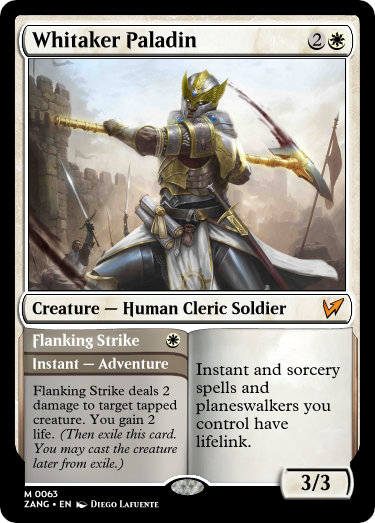 Whitaker Paladin 2
Creature — Human Cleric Soldier
Flanking Strike
Instant — Adventure
Flanking Strike deals 2
damage to target tapped
creature. You gain 2
life. (Then exile this card.
You may cast the creature
later from exile.)
Instant and sorcery
spells and
planeswalkers you
control have
lifelink.
3/3
M 0063
ZANG • EN Diego Lafuente